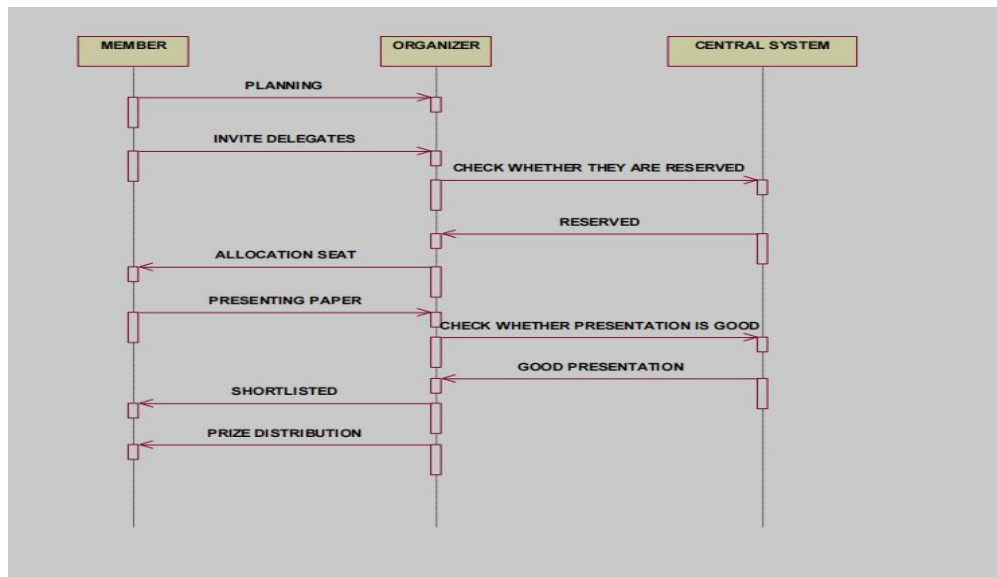 MEMBER
ORGANIZER
CENTRAL SYSTEM
PLANNING
INVITE DELEGATES
CHECK WHETHER THEY ARE RESERVED
RESERVED
ALLOCATION SEAT
PRESENTING PAPER
CHECK WHETHER PRESENTATION IS GOOD
GOOD PRESENTATION
SHORTLISTED
PRIZE DISTRIBUTION